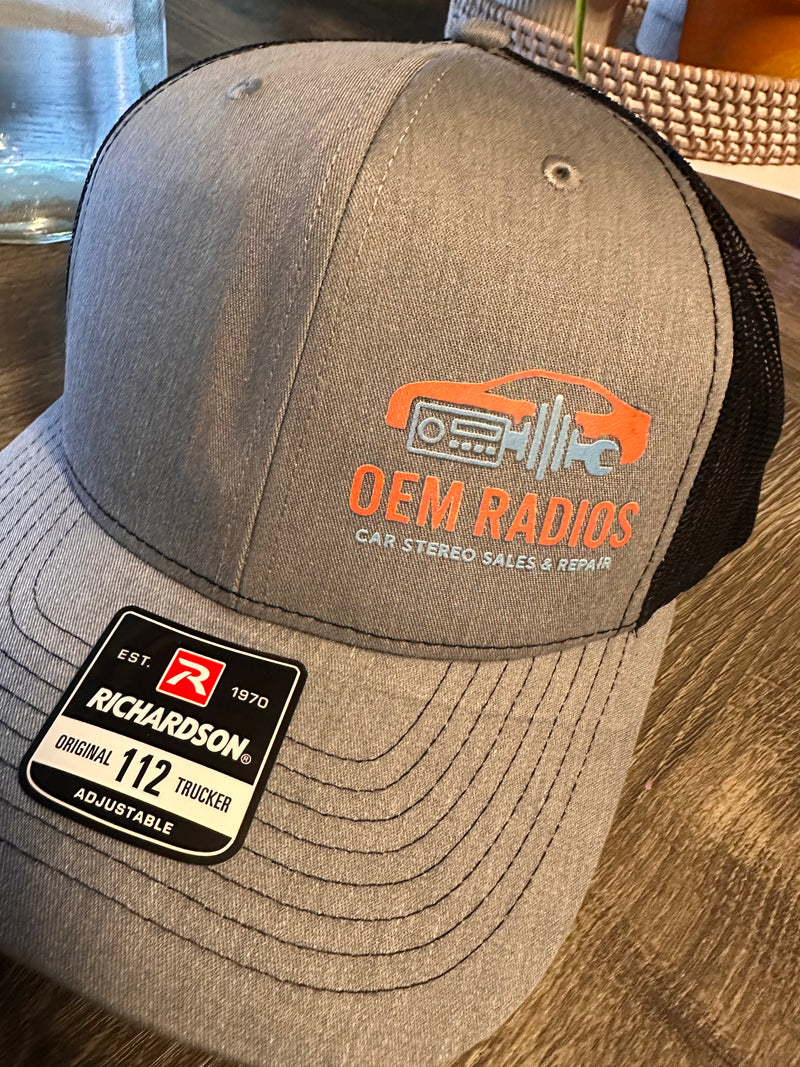 OEM RADIOS
CAR STEREO SALES & REPAIR
EST. R 1970
RICHARDSON®
ORIGINAL 112 TRUCKER
ADJUSTABLE